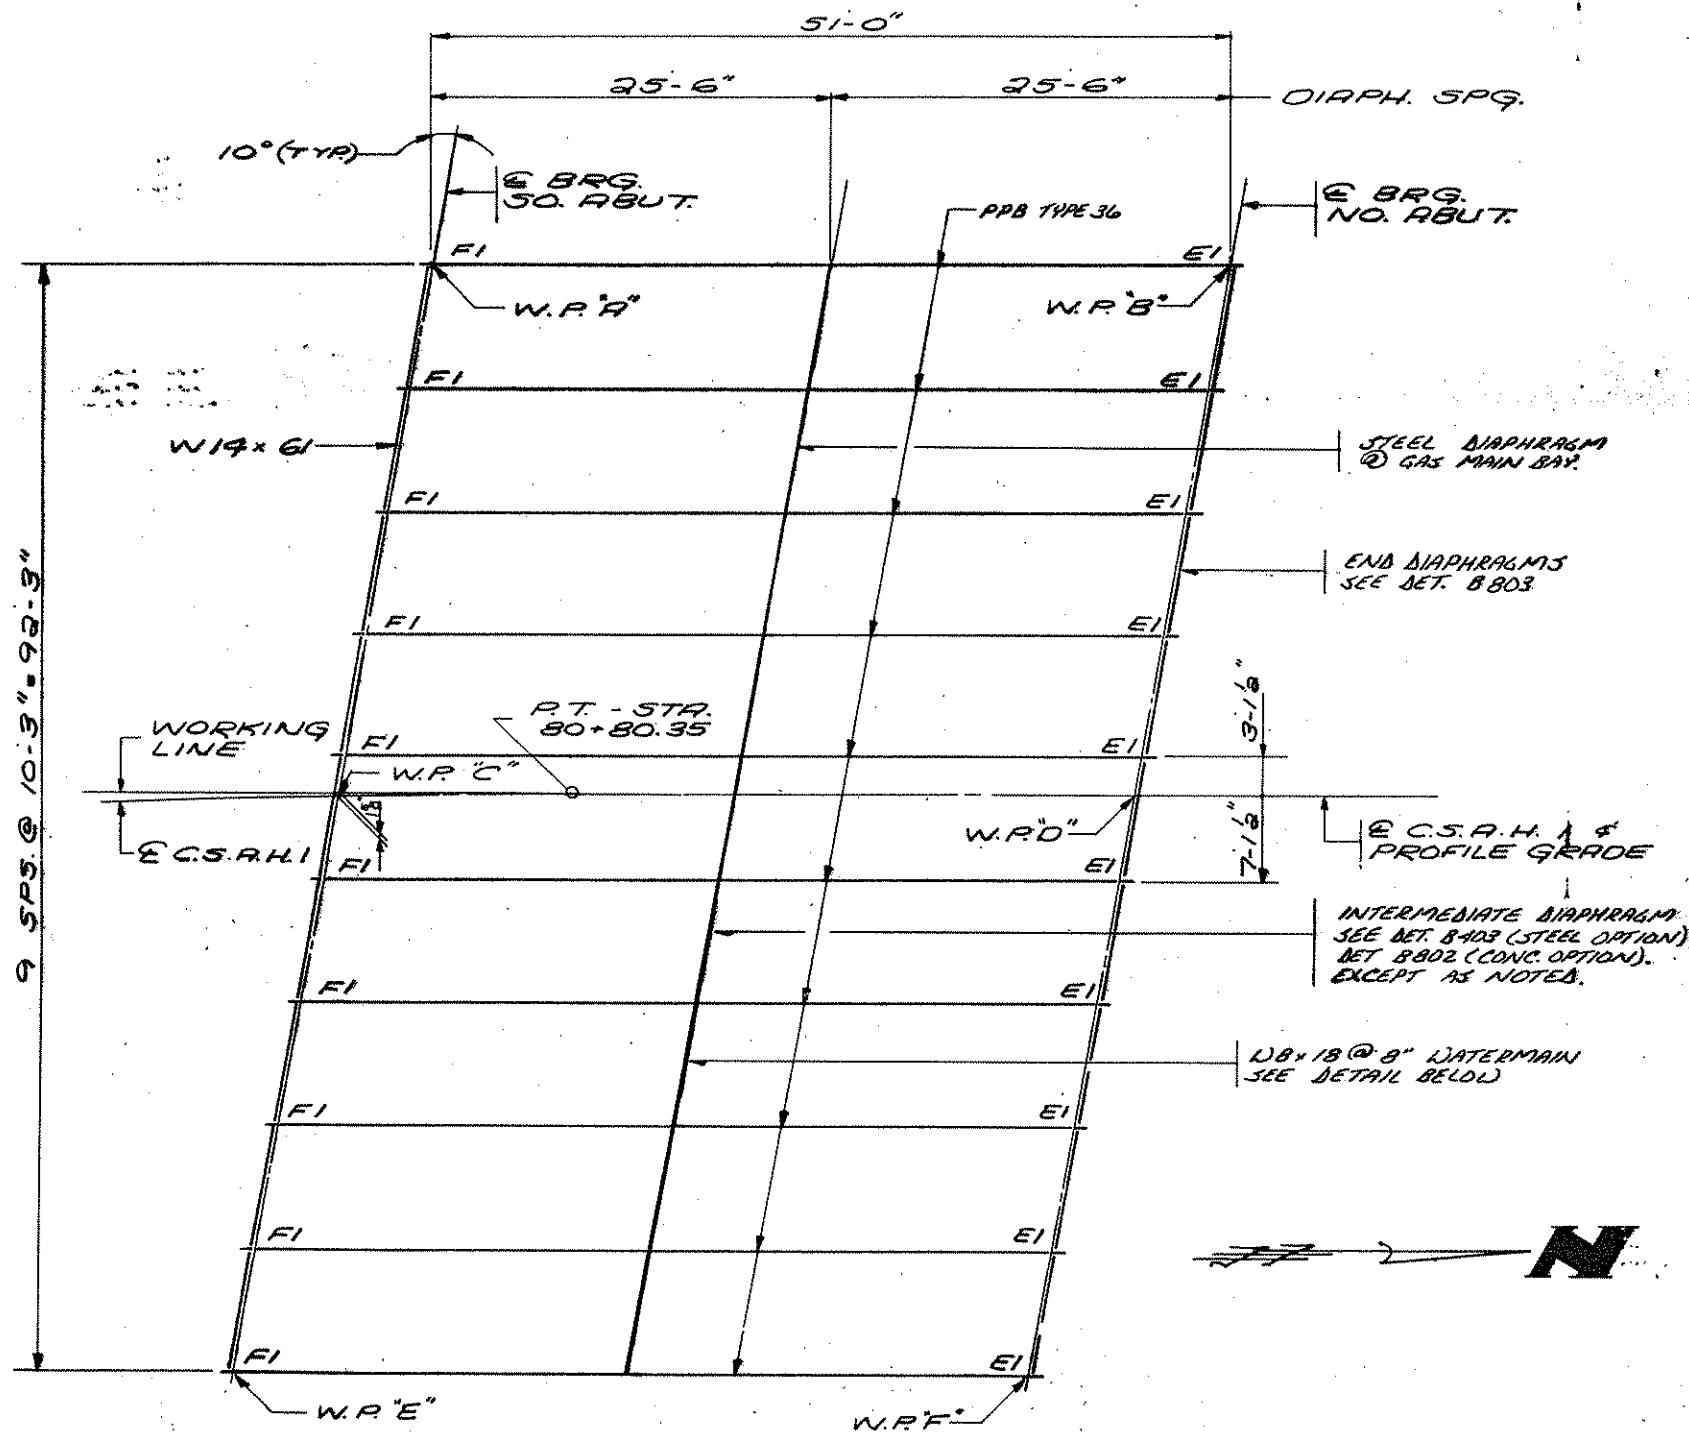 51-0"
25-6" 25-6" DIAPH. SPG.
10° (TYP.)
℄ BRG.
SO. ABUT.
PPB TYPE 36
℄ BRG.
NO. ABUT.
F1 E1
W.P. "A" W.P. "B"
F1 E1
W14 x 61
STEEL DIAPHRAGM
@ GAS MAIN BAY.
F1 E1
END DIAPHRAGMS
SEE DET. B803
F1 E1
9 SPS. @ 10-3" = 92-3"
3-1½"
WORKING
LINE
P.T. - STA.
80+80.35
F1 E1
W.P. "C"
W.P. "D"
7-1½"
℄ C.S.A.H. 1
℄ C.S.A.H. 1 &
PROFILE GRADE
F1 E1
INTERMEDIATE DIAPHRAGM
SEE DET. B403 (STEEL OPTION)
DET B802 (CONC. OPTION).
EXCEPT AS NOTED.
F1 E1
W8 x 18 @ 8" WATERMAIN
SEE DETAIL BELOW
F1 E1
F1 E1
N
F1 E1
W.P. "E" W.P. "F"